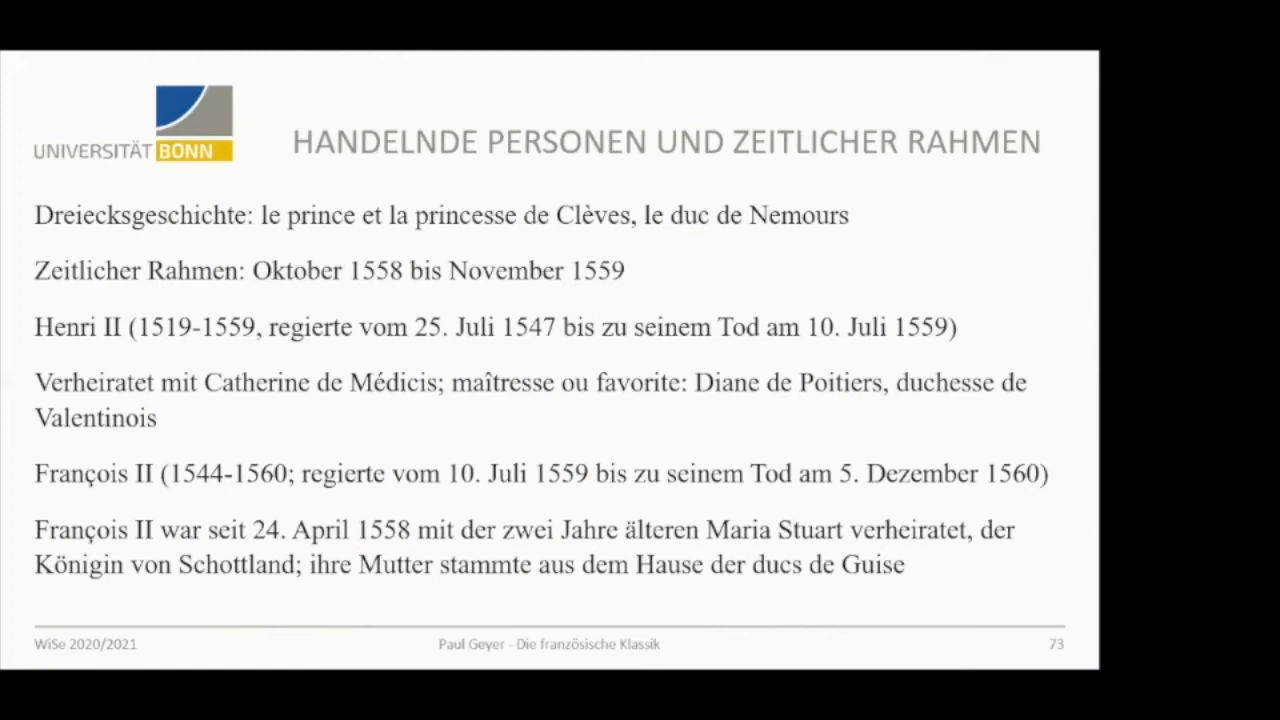 UNIVERSITÄT BONN
HANDELNDE PERSONEN UND ZEITLICHER RAHMEN
Dreiecksgeschichte: le prince et la princesse de Clèves, le duc de Nemours
Zeitlicher Rahmen: Oktober 1558 bis November 1559
Henri II (1519-1559, regierte vom 25. Juli 1547 bis zu seinem Tod am 10. Juli 1559)
Verheiratet mit Catherine de Médicis; maîtresse ou favorite: Diane de Poitiers, duchesse de
Valentinois
François II (1544-1560; regierte vom 10. Juli 1559 bis zu seinem Tod am 5. Dezember 1560)
François II war seit 24. April 1558 mit der zwei Jahre älteren Maria Stuart verheiratet, der
Königin von Schottland; ihre Mutter stammte aus dem Hause der ducs de Guise
WiSe 2020/2021
Paul Geyer - Die französische Klassik
73